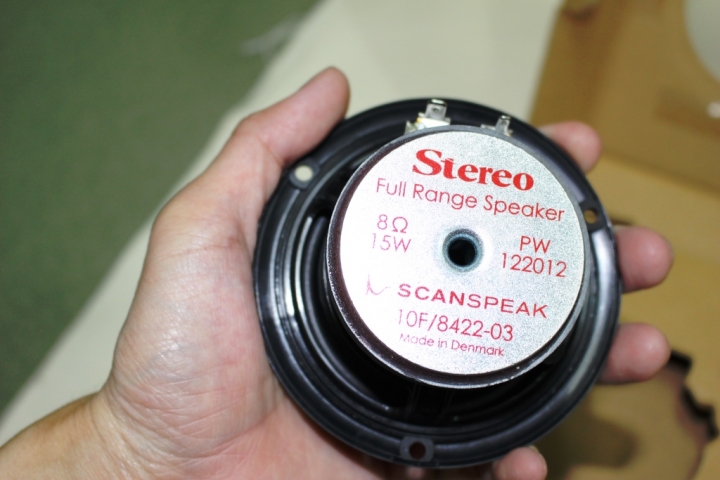 Stereo
Full Range Speaker
8Ω
15W
PW
122012
SCANSPEAK
10F/8422-03
Made in Denmark